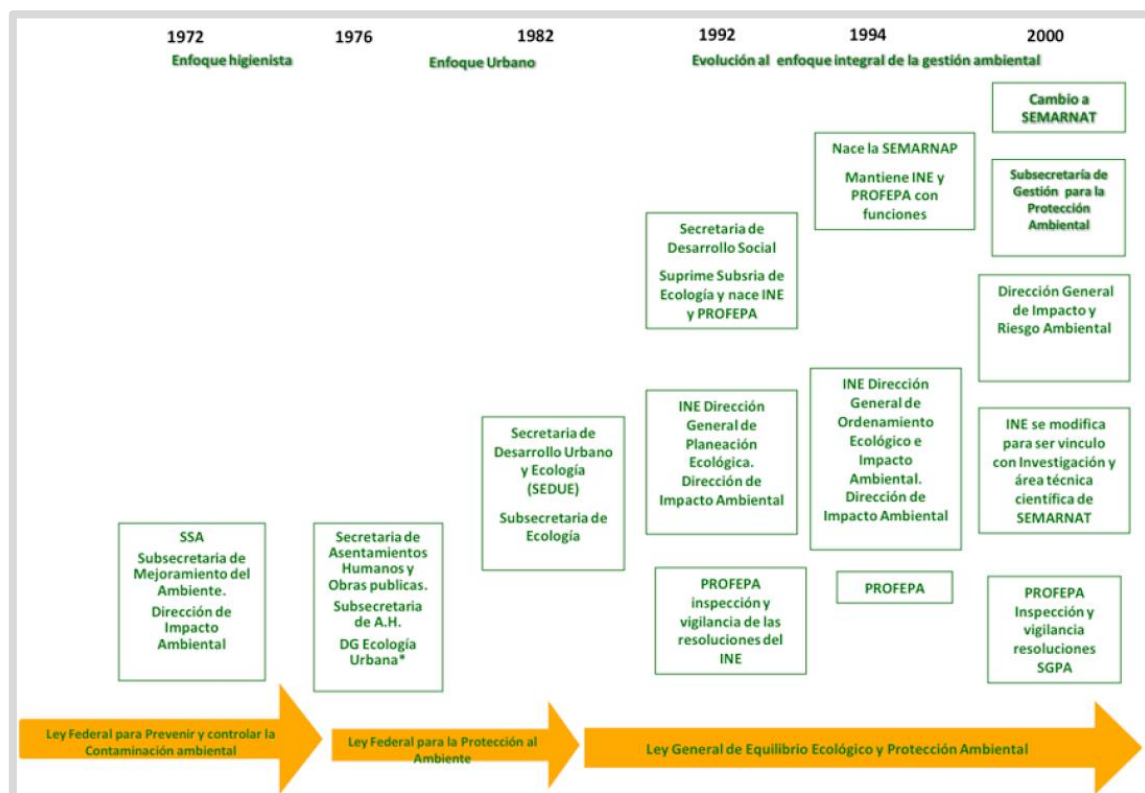 1972
1976
1982
1992
1994
2000
Enfoque higienista
Enfoque Urbano
Evolución al enfoque integral de la gestión ambiental
SSA
Subsecretaria de
Mejoramiento del
Ambiente.
Dirección de
Impacto
Ambiental
Secretaria de
Asentamientos
Humanos y
Obras publicas.
Subsecretaria
de A.H.
DG Ecología
Urbana*
Secretaria de
Desarrollo Urbano
y Ecología
(SEDUE)
Subsecretaria de
Ecología
Secretaria de
Desarrollo Social
Suprime Subsria de
Ecología y nace INE
y PROFEPA
INE Dirección
General de
Planeación
Ecológica.
Dirección de
Impacto Ambiental
PROFEPA
inspección y
vigilancia de las
resoluciones del
INE
Nace la SEMARNAP
Mantiene INE y
PROFEPA con
funciones
INE Dirección
General de
Ordenamiento
Ecológico e
Impacto
Ambiental.
Dirección de
Impacto Ambiental
PROFEPA
Cambio a
SEMARNAT
Subsecretaría de
Gestión para la
Protección
Ambiental
Dirección General
de Impacto y
Riesgo Ambiental
INE se modifica
para ser vinculo
con Investigación y
área técnica
científica de
SEMARNAT
PROFEPA
Inspección y
vigilancia
resoluciones
SGPA
Ley Federal para Prevenir y controlar la
Contaminación ambiental
Ley Federal para la Protección al
Ambiente
Ley General de Equilibrio Ecológico y Protección Ambiental